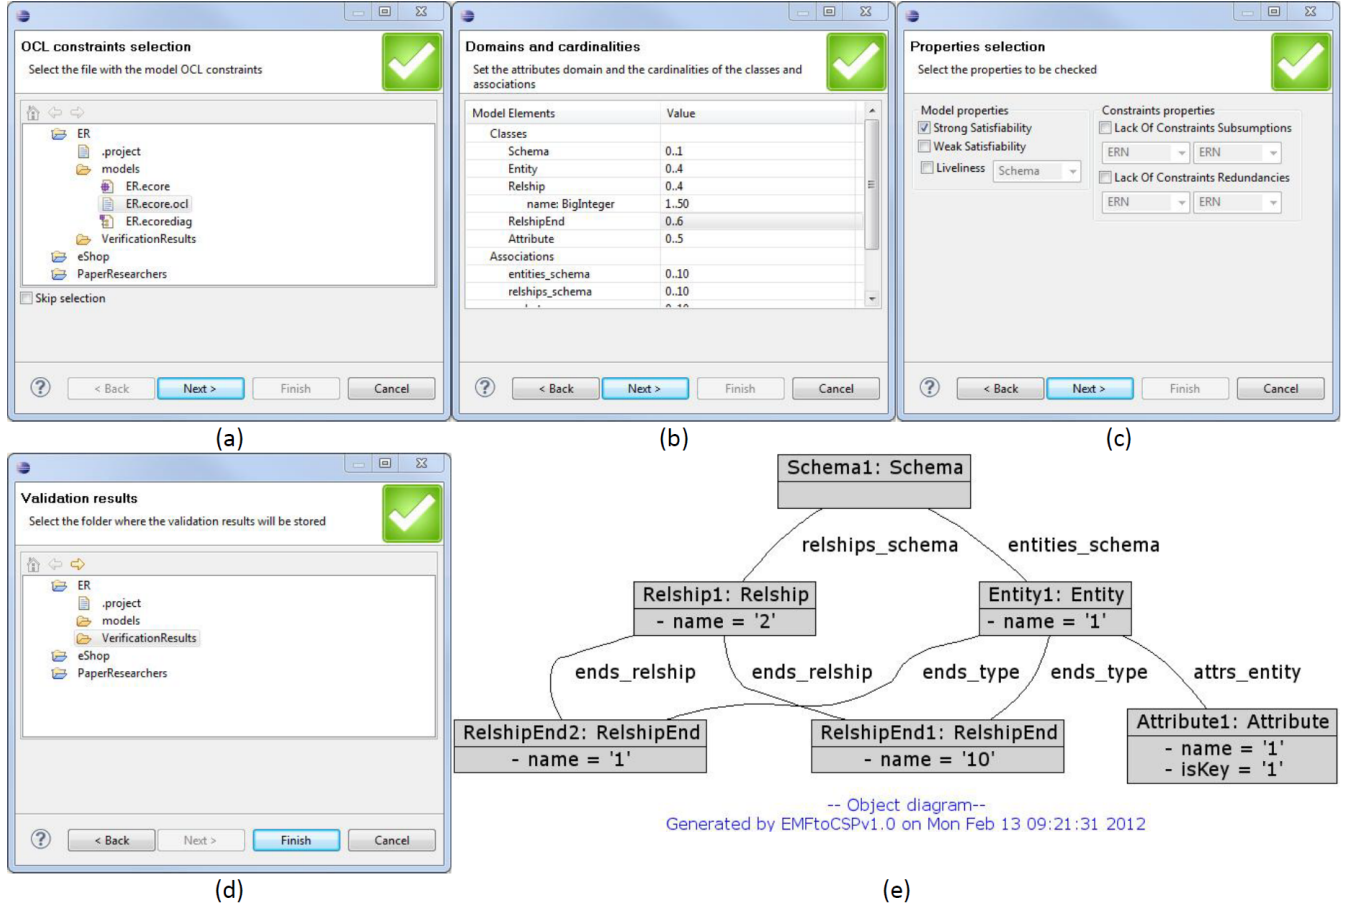 OCL constraints selection
Select the file with the model OCL constraints
ER
.project
models
ER.ecore
ER.ecore.ocl
ER.ecorediag
VerificationResults
eShop
PaperResearchers
Skip selection
?
< Back
Next >
Finish
Cancel
(a)
Domains and cardinalities
Set the attributes domain and the cardinalities of the classes and
associations
Model Elements Value
Classes
Schema 0..1
Entity 0..4
Relship 0..4
name: BigInteger 1..50
RelshipEnd 0..6
Attribute 0..5
Associations
entities_schema 0..10
relships_schema 0..10
?
< Back
Next >
Finish
Cancel
(b)
Properties selection
Select the properties to be checked
Model properties
Strong Satisfiability
Weak Satisfiability
Liveliness Schema
Constraints properties
Lack Of Constraints Subsumptions
ERN ERN
Lack Of Constraints Redundancies
ERN ERN
?
< Back
Next >
Finish
Cancel
(c)
Validation results
Select the folder where the validation results will be stored
ER
.project
models
VerificationResults
eShop
PaperResearchers
?
< Back
Next >
Finish
Cancel
(d)
Schema1: Schema
relships_schema entities_schema
Relship1: Relship
- name = '2'
Entity1: Entity
- name = '1'
ends_relship ends_relship ends_type ends_type attrs_entity
RelshipEnd2: RelshipEnd
- name = '1'
RelshipEnd1: RelshipEnd
- name = '10'
Attribute1: Attribute
- name = '1'
- isKey = '1'
-- Object diagram--
Generated by EMFtoCSPv1.0 on Mon Feb 13 09:21:31 2012
(e)